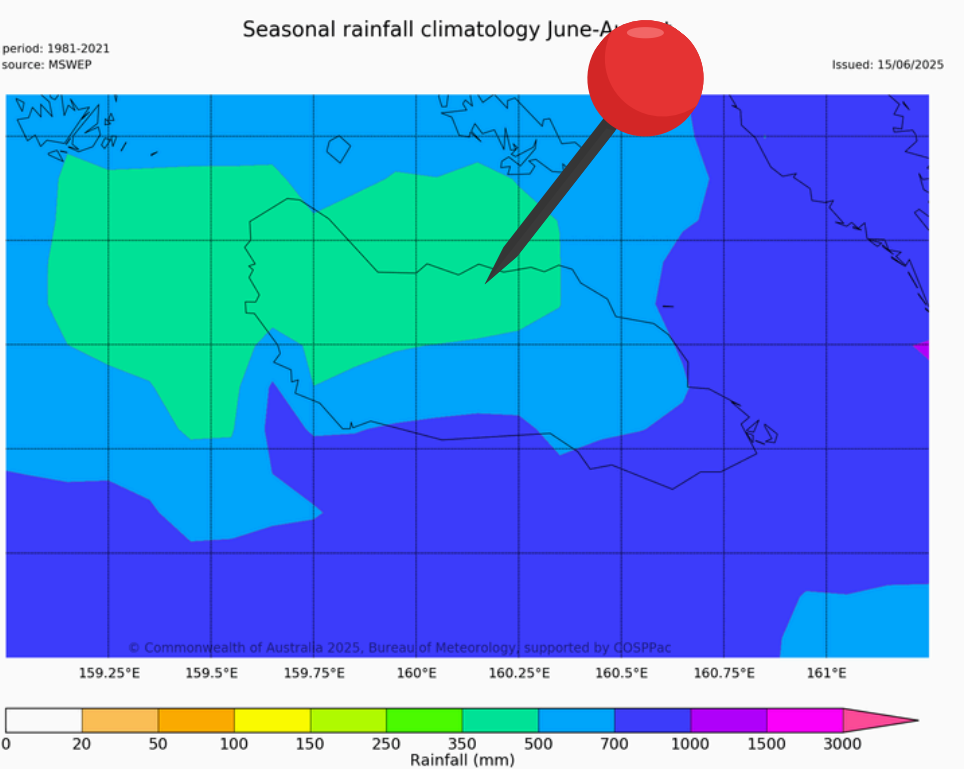 Seasonal rainfall climatology June-A
period: 1981-2021
source: MSWEP
Issued: 15/06/2025
© Commonwealth of Australia 2025, Bureau of Meteorology, supported by COSPPac
159.25°E 159.5°E 159.75°E 160°E 160.25°E 160.5°E 160.75°E 161°E
0 20 50 100 150 250 350 500 700 1000 1500 3000
Rainfall (mm)